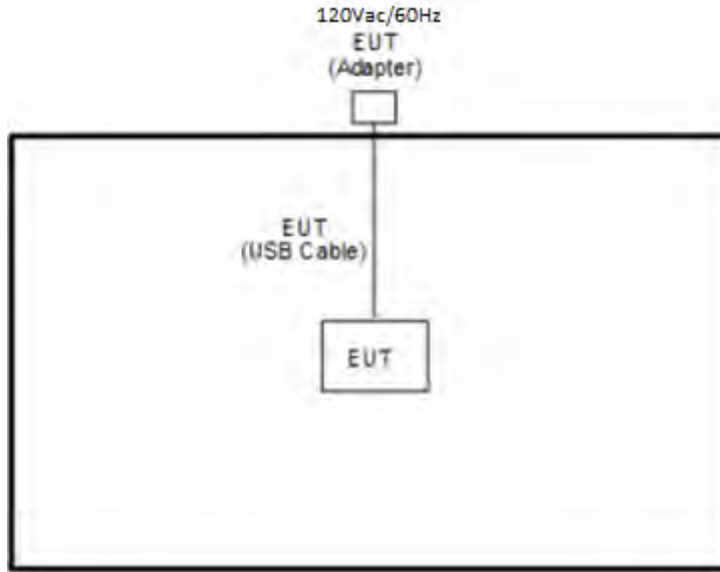 120Vac/60Hz
EUT
(Adapter)
EUT
(USB Cable)
EUT